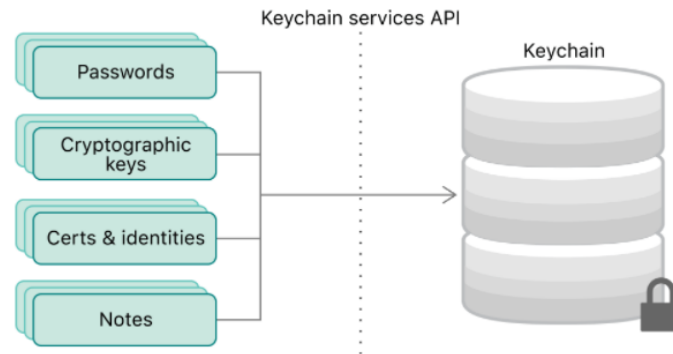 Keychain services API
Keychain
Passwords
Cryptographic
keys
Certs & identities
Notes